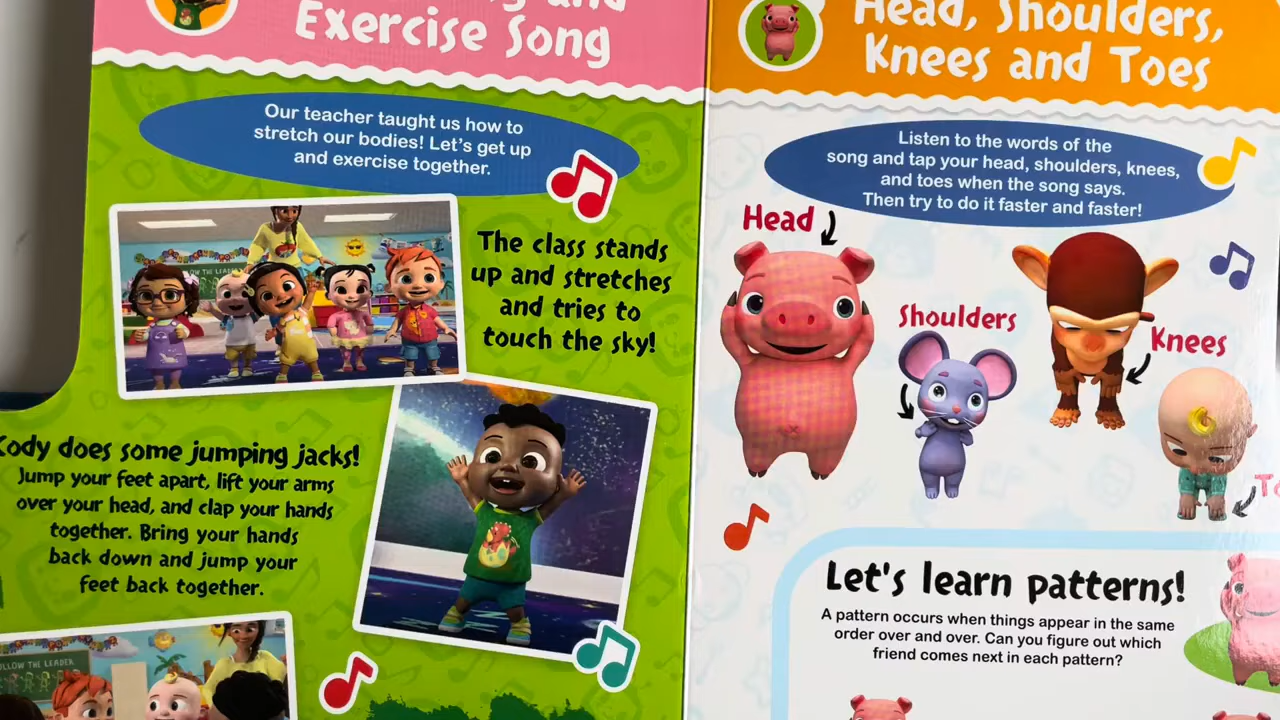 and
Exercise Song
Our teacher taught us how to
stretch our bodies! Let's get up
and exercise together.
The class stands
up and stretches
and tries to
touch the sky!
Kody does some jumping jacks!
Jump your feet apart, lift your arms
over your head, and clap your hands
together. Bring your hands
back down and jump your
feet back together.
FOLLOW THE LEADER
Head, Shoulders,
Knees and Toes
Listen to the words of the
song and tap your head, shoulders, knees,
and toes when the song says.
Then try to do it faster and faster!
Head
Shoulders
Knees
Let's learn patterns!
A pattern occurs when things appear in the same
order over and over. Can you figure out which
friend comes next in each pattern?